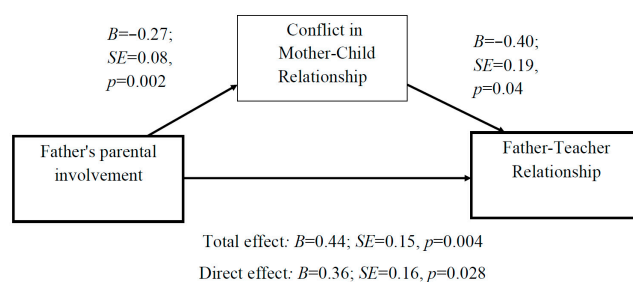 B=−0.27;
SE=0.08,
p=0.002
Conflict in
Mother-Child
Relationship
B=−0.40;
SE=0.19,
p=0.04
Father's parental
involvement
Father-Teacher
Relationship
Total effect: B=0.44; SE=0.15, p=0.004
Direct effect: B=0.36; SE=0.16, p=0.028